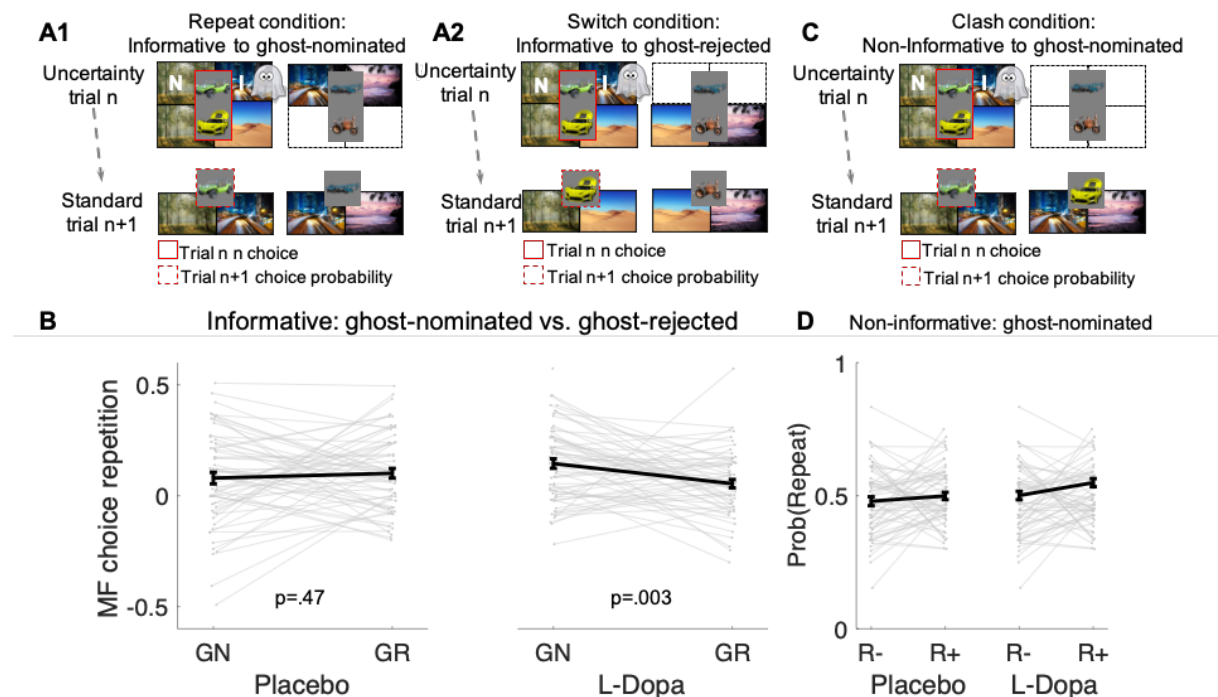 A1
Repeat condition:
Informative to ghost-nominated
Uncertainty
trial n
N
I
Standard
trial n+1
Trial n n choice
Trial n+1 choice probability
A2
Switch condition:
Informative to ghost-rejected
Uncertainty
trial n
N
I
Standard
trial n+1
Trial n n choice
Trial n+1 choice probability
C
Clash condition:
Non-Informative to ghost-nominated
Uncertainty
trial n
N
I
Standard
trial n+1
Trial n n choice
Trial n+1 choice probability
B
Informative: ghost-nominated vs. ghost-rejected
MF choice repetition
0.5
0
-0.5
p=.47
GN
GR
Placebo
p=.003
GN
GR
L-Dopa
D
Non-informative: ghost-nominated
Prob(Repeat)
1
0.5
0
R-
R+
R-
R+
Placebo
L-Dopa